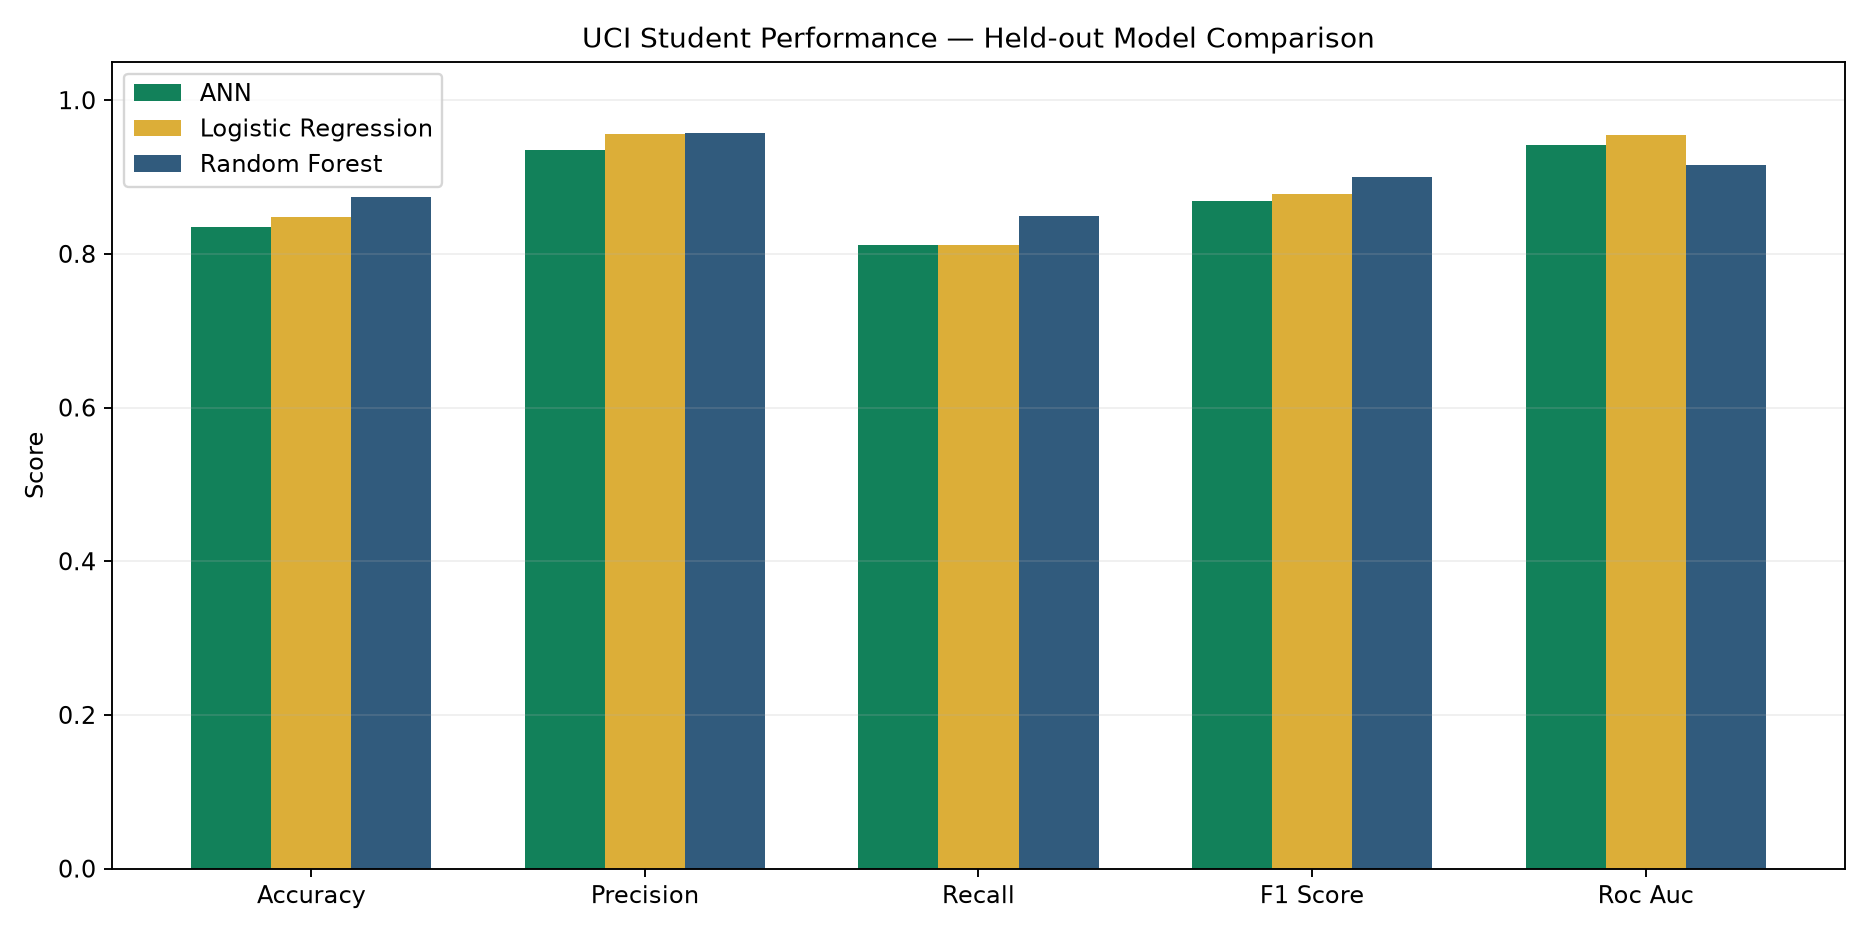 UCI Student Performance — Held-out Model Comparison
ANN
Logistic Regression
Random Forest
1.0
0.8
0.6
0.4
0.2
0.0
Score
Accuracy Precision Recall F1 Score Roc Auc